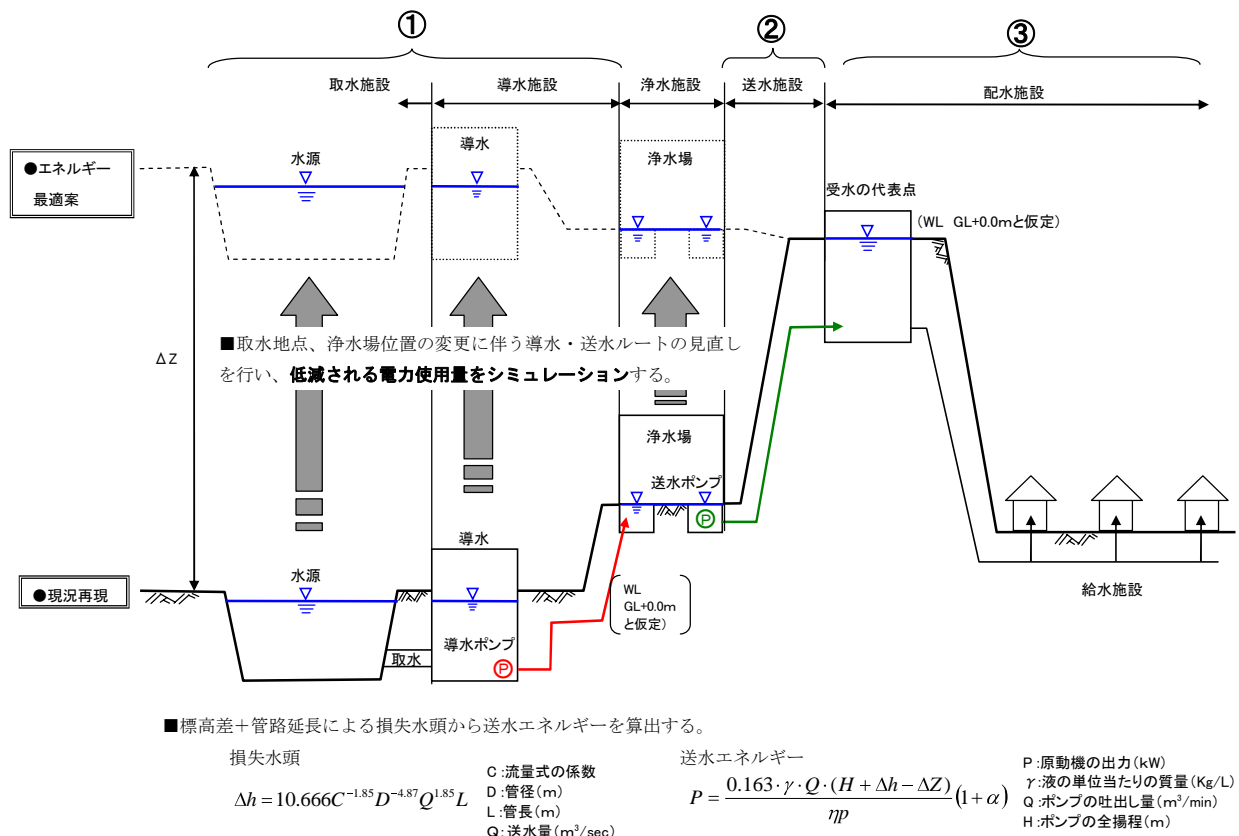 ① ② ③
取水施設 導水施設 浄水施設 送水施設 配水施設
●エネルギー
最適案
水源
導水
浄水場
受水の代表点
(WL GL+0.0mと仮定)
ΔZ
■取水地点、浄水場位置の変更に伴う導水・送水ルートの見直し
を行い、低減される電力使用量をシミュレーションする。
浄水場
送水ポンプ
P
●現況再現
水源
導水
導水ポンプ
P
取水
WL
GL+0.0m
と仮定)
給水施設
■標高差+管路延長による損失水頭から送水エネルギーを算出する。
損失水頭
Δh = 10.666C^{-1.85}D^{-4.87}Q^{1.85}L
C:流量式の係数
D:管径(m)
L:管長(m)
Q:送水量(m³/sec)
送水エネルギー
P = \frac{0.163・γ・Q・(H + Δh − ΔZ)}{ηp}(1+α)
P:原動機の出力(kW)
γ:液の単位当たりの質量(Kg/L)
Q:ポンプの吐出し量(m³/min)
H:ポンプの全揚程(m)